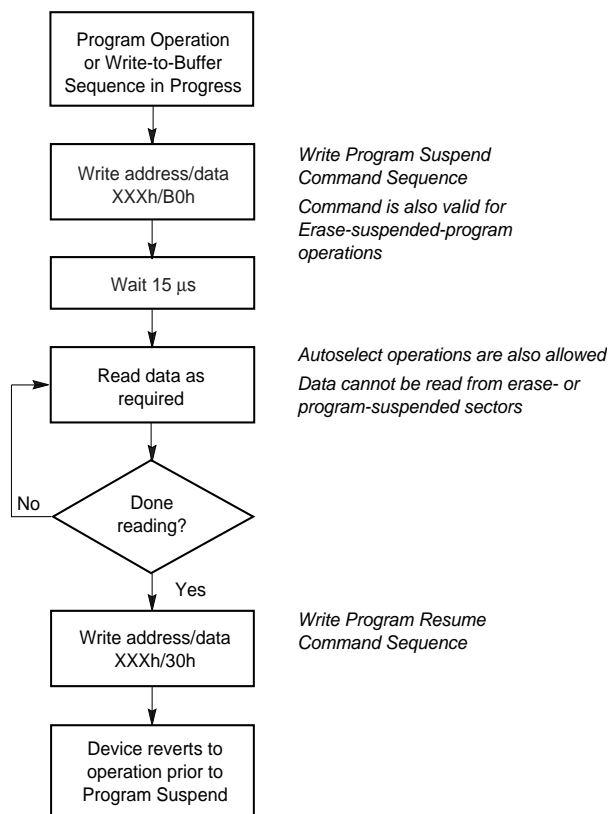 Program Operation
or Write-to-Buffer
Sequence in Progress
Write address/data
XXXh/B0h
Write Program Suspend
Command Sequence
Command is also valid for
Erase-suspended-program
operations
Wait 15 μs
Read data as
required
Autoselect operations are also allowed
Data cannot be read from erase- or
program-suspended sectors
No
Done
reading?
Yes
Write address/data
XXXh/30h
Write Program Resume
Command Sequence
Device reverts to
operation prior to
Program Suspend